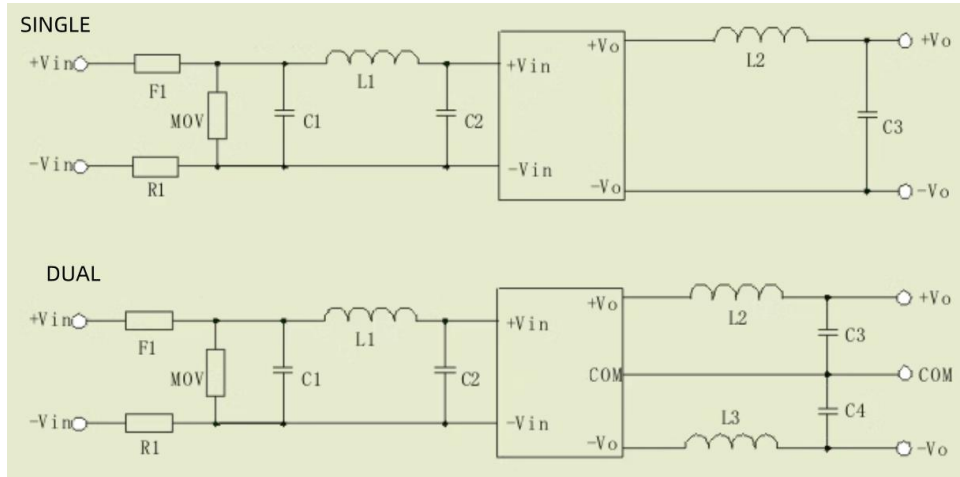 SINGLE
+Vin
F1
MOV
C1
L1
C2
-Vin
R1
+Vin
-Vin
+Vo
-Vo
L2
C3
+Vo
-Vo
DUAL
+Vin
F1
MOV
C1
L1
C2
-Vin
R1
+Vin
-Vin
+Vo
COM
-Vo
L2
C3
L3
C4
+Vo
COM
-Vo